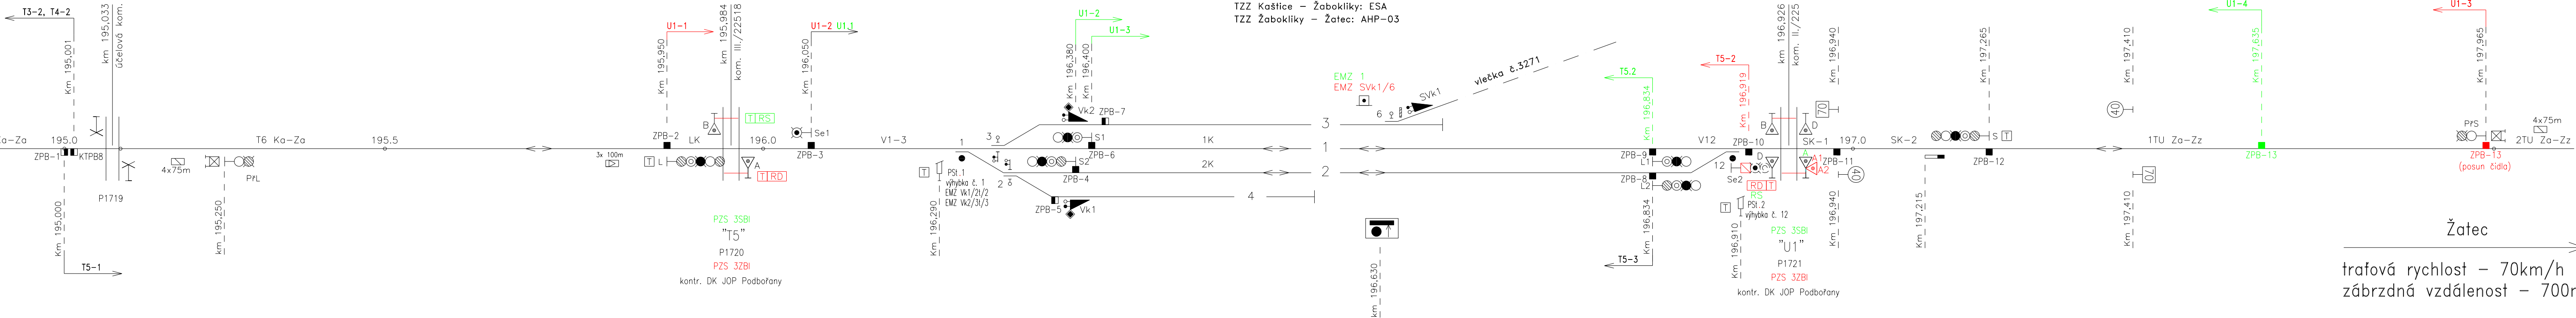 T3-2, T4-2
km 195,033
účelová kom.
Km 195,001
U1-1
Km 195,950
km 195,984
kom. III./22518
U1-2 U1.1
Km 196,050
U1-2
U1-3
Km 196,380
Km 196,400
TZZ Kaštice – Žabokliky: ESA
TZZ Žabokliky – Žatec: AHP-03
EMZ 1
EMZ SVk1/6
vlečka č.3271
SVk1
6
T5.2
Km 196,834
T5-2
Km 196,919
km 196,926
kom. II./225
Km 196,940
Km 197,265
Km 197,410
U1-4
Km 197,635
U1-3
Km 197,965
70
40
Za-Za
195.0
T6 Ka-Za
195.5
ZPB-1
KTPB8
4x75m
PřL
P1719
3x 100m
ZPB-2
LK
B
T RS
T L
A
T RD
196.0
Se1
ZPB-3
V1-3
1
3
Vk2
ZPB-7
S1
ZPB-6
1K
S2
ZPB-4
2K
2
ZPB-5
Vk1
3
1
2
4
T
PSt.1
výhybka č. 1
EMZ Vk1/2t/2
EMZ Vk2/3t/3
ZPB-9
L1
ZPB-8
L2
V12
ZPB-10
12
D
Se2
B
D
A
A1
A2
SK-1
197.0
ZPB-11
40
SK-2
S T
ZPB-12
70
1TU Za-Zz
ZPB-13
PřS
4x75m
2TU Za-Zz
ZPB-13
(posun čidla)
RD T
RS
T
PSt.2
výhybka č. 12
Km 195,000
T5-1
km 195,250
PZS 3SBI
"T5"
P1720
PZS 3ZBI
kontr. DK JOP Podbořany
km 196,290
km 196,630
Km 196,834
T5-3
Km 196,910
PZS 3SBI
"U1"
P1721
PZS 3ZBI
kontr. DK JOP Podbořany
Km 196,940
Km 197,215
Km 197,410
Žatec
traťová rychlost – 70km/h
zábrzdná vzdálenost – 700m